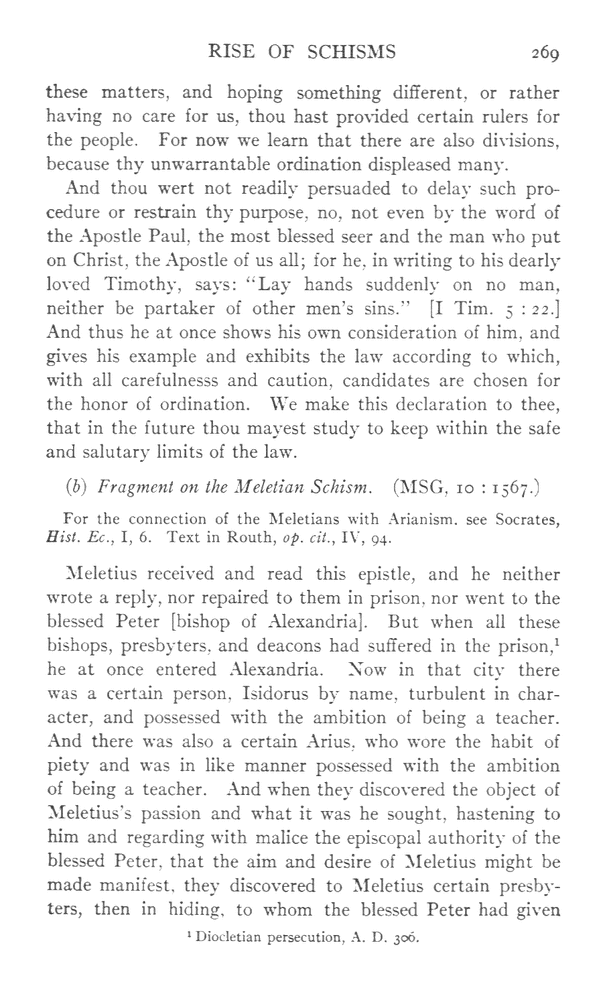 RISE OF SCHISMS 269
these matters, and hoping something different, or rather
having no care for us, thou hast provided certain rulers for
the people. For now we learn that there are also divisions,
because thy unwarrantable ordination displeased many.
And thou wert not readily persuaded to delay such pro-
cedure or restrain thy purpose, no, not even by the word of
the Apostle Paul, the most blessed seer and the man who put
on Christ, the Apostle of us all; for he, in writing to his dearly
loved Timothy, says: “Lay hands suddenly on no man,
neither be partaker of other men's sins.” [I Tim. 5 : 22.]
And thus he at once shows his own consideration of him, and
gives his example and exhibits the law according to which,
with all carefulnesss and caution, candidates are chosen for
the honor of ordination. We make this declaration to thee,
that in the future thou mayest study to keep within the safe
and salutary limits of the law.
(b) Fragment on the Meletian Schism. (MSG, 10 : 1567.)
For the connection of the Meletians with Arianism, see Socrates,
Hist. Ec., I, 6. Text in Routh, op. cit., IV, 94.
Meletius received and read this epistle, and he neither
wrote a reply, nor repaired to them in prison, nor went to the
blessed Peter [bishop of Alexandria]. But when all these
bishops, presbyters, and deacons had suffered in the prison,¹
he at once entered Alexandria. Now in that city there
was a certain person, Isidorus by name, turbulent in char-
acter, and possessed with the ambition of being a teacher.
And there was also a certain Arius, who wore the habit of
piety and was in like manner possessed with the ambition
of being a teacher. And when they discovered the object of
Meletius's passion and what it was he sought, hastening to
him and regarding with malice the episcopal authority of the
blessed Peter, that the aim and desire of Meletius might be
made manifest, they discovered to Meletius certain presby-
ters, then in hiding, to whom the blessed Peter had given
¹ Diocletian persecution, A. D. 306.